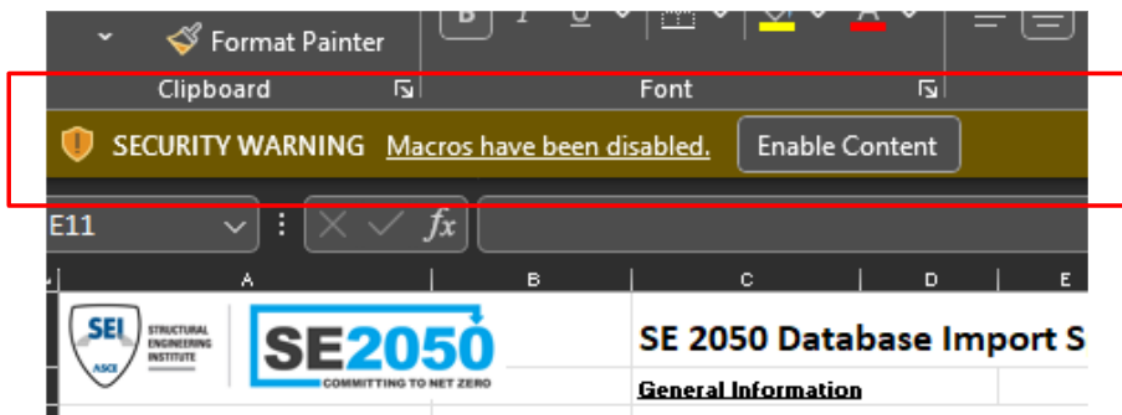 B I U A
Format Painter
Clipboard Font
SECURITY WARNING Macros have been disabled. Enable Content
E11 fx
A B C D E
SEI STRUCTURAL ENGINEERING INSTITUTE
ASCE
SE2050
COMMITTING TO NET ZERO
SE 2050 Database Import S
General Information